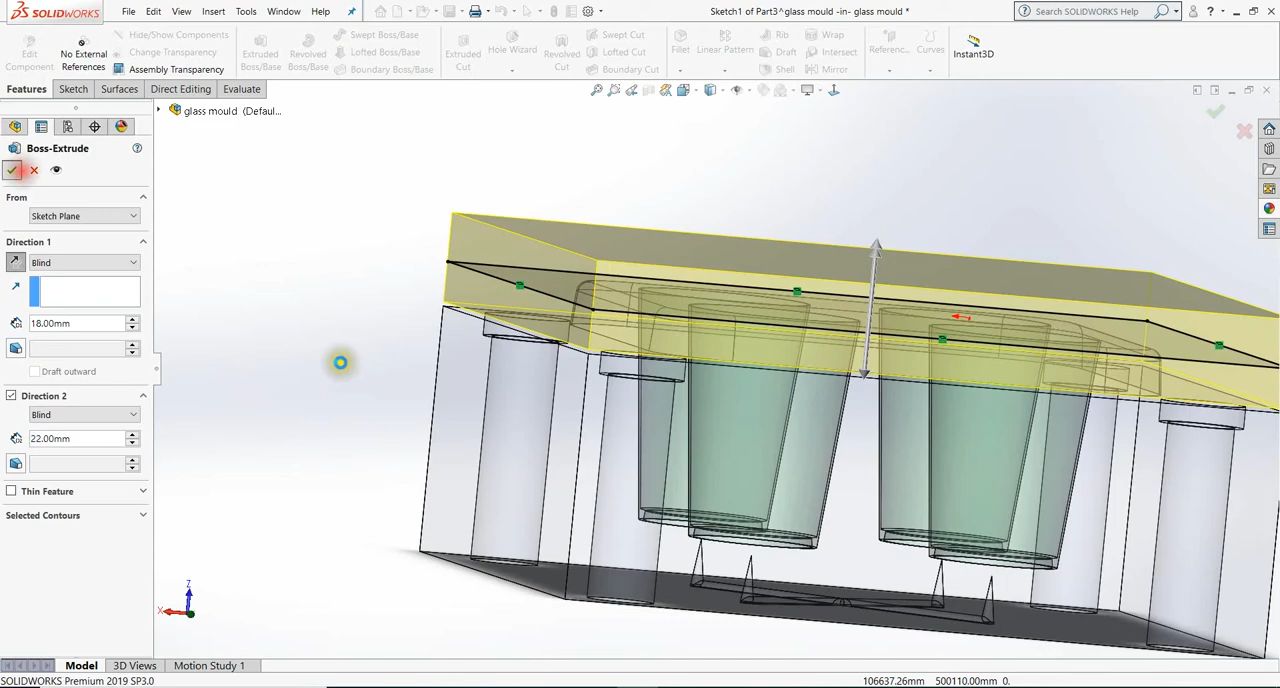 SOLIDWORKS File Edit View Insert Tools Window Help Sketch1 of Part3^glass mould -in- glass mould * Search SOLIDWORKS Help
Edit Component
No External References
Hide/Show Components
Change Transparency
Assembly Transparency
Extruded Boss/Base
Revolved Boss/Base
Swept Boss/Base
Lofted Boss/Base
Boundary Boss/Base
Extruded Cut
Hole Wizard
Revolved Cut
Swept Cut
Lofted Cut
Boundary Cut
Fillet
Linear Pattern
Rib
Draft
Shell
Wrap
Intersect
Mirror
Referenc...
Curves
Instant3D
Features Sketch Surfaces Direct Editing Evaluate
glass mould (Defaul...
Boss-Extrude
From
Sketch Plane
Direction 1
Blind
18.00mm
Draft outward
Direction 2
Blind
22.00mm
Thin Feature
Selected Contours
Z
X
Model 3D Views Motion Study 1
SOLIDWORKS Premium 2019 SP3.0 106637.26mm 500110.00mm 0.